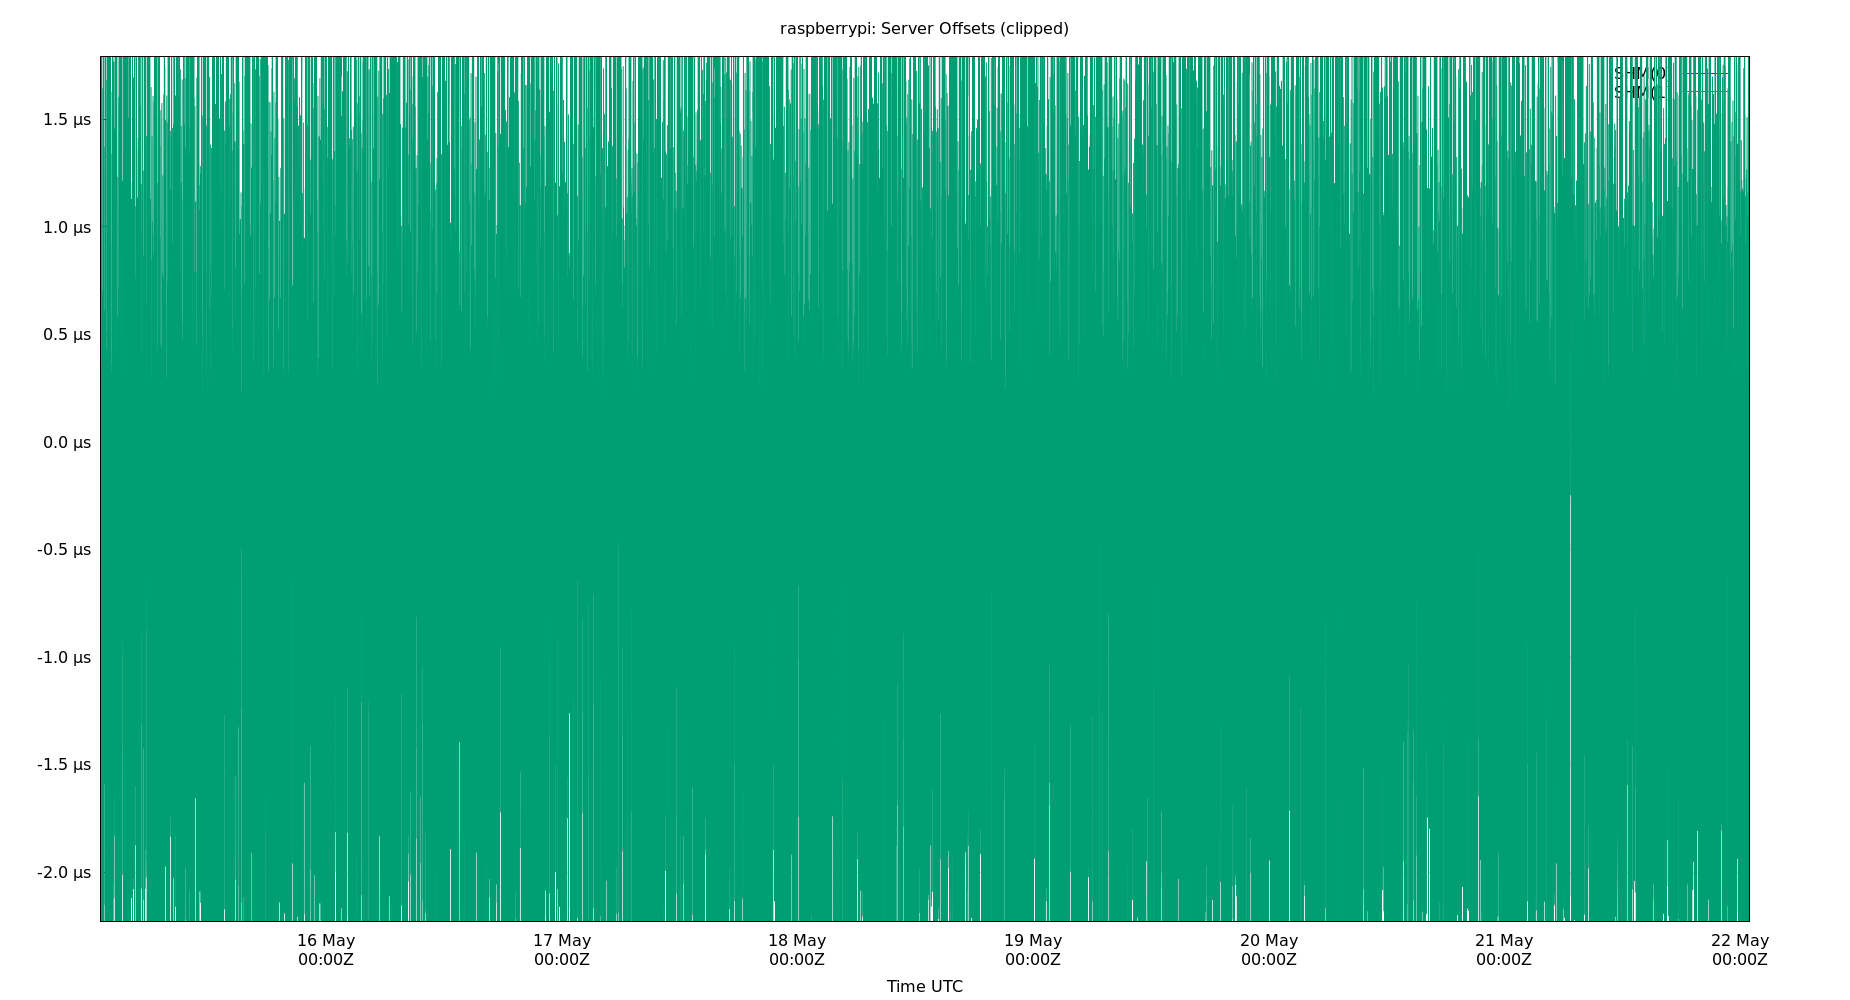 raspberrypi: Server Offsets (clipped)
SHM(0)
1.5 µs
1.0 µs
0.5 µs
0.0 µs
-0.5 µs
-1.0 µs
-1.5 µs
-2.0 µs
16 May 17 May 18 May 19 May 20 May 21 May 22 May
00:00Z 00:00Z 00:00Z 00:00Z 00:00Z 00:00Z 00:00Z
Time UTC